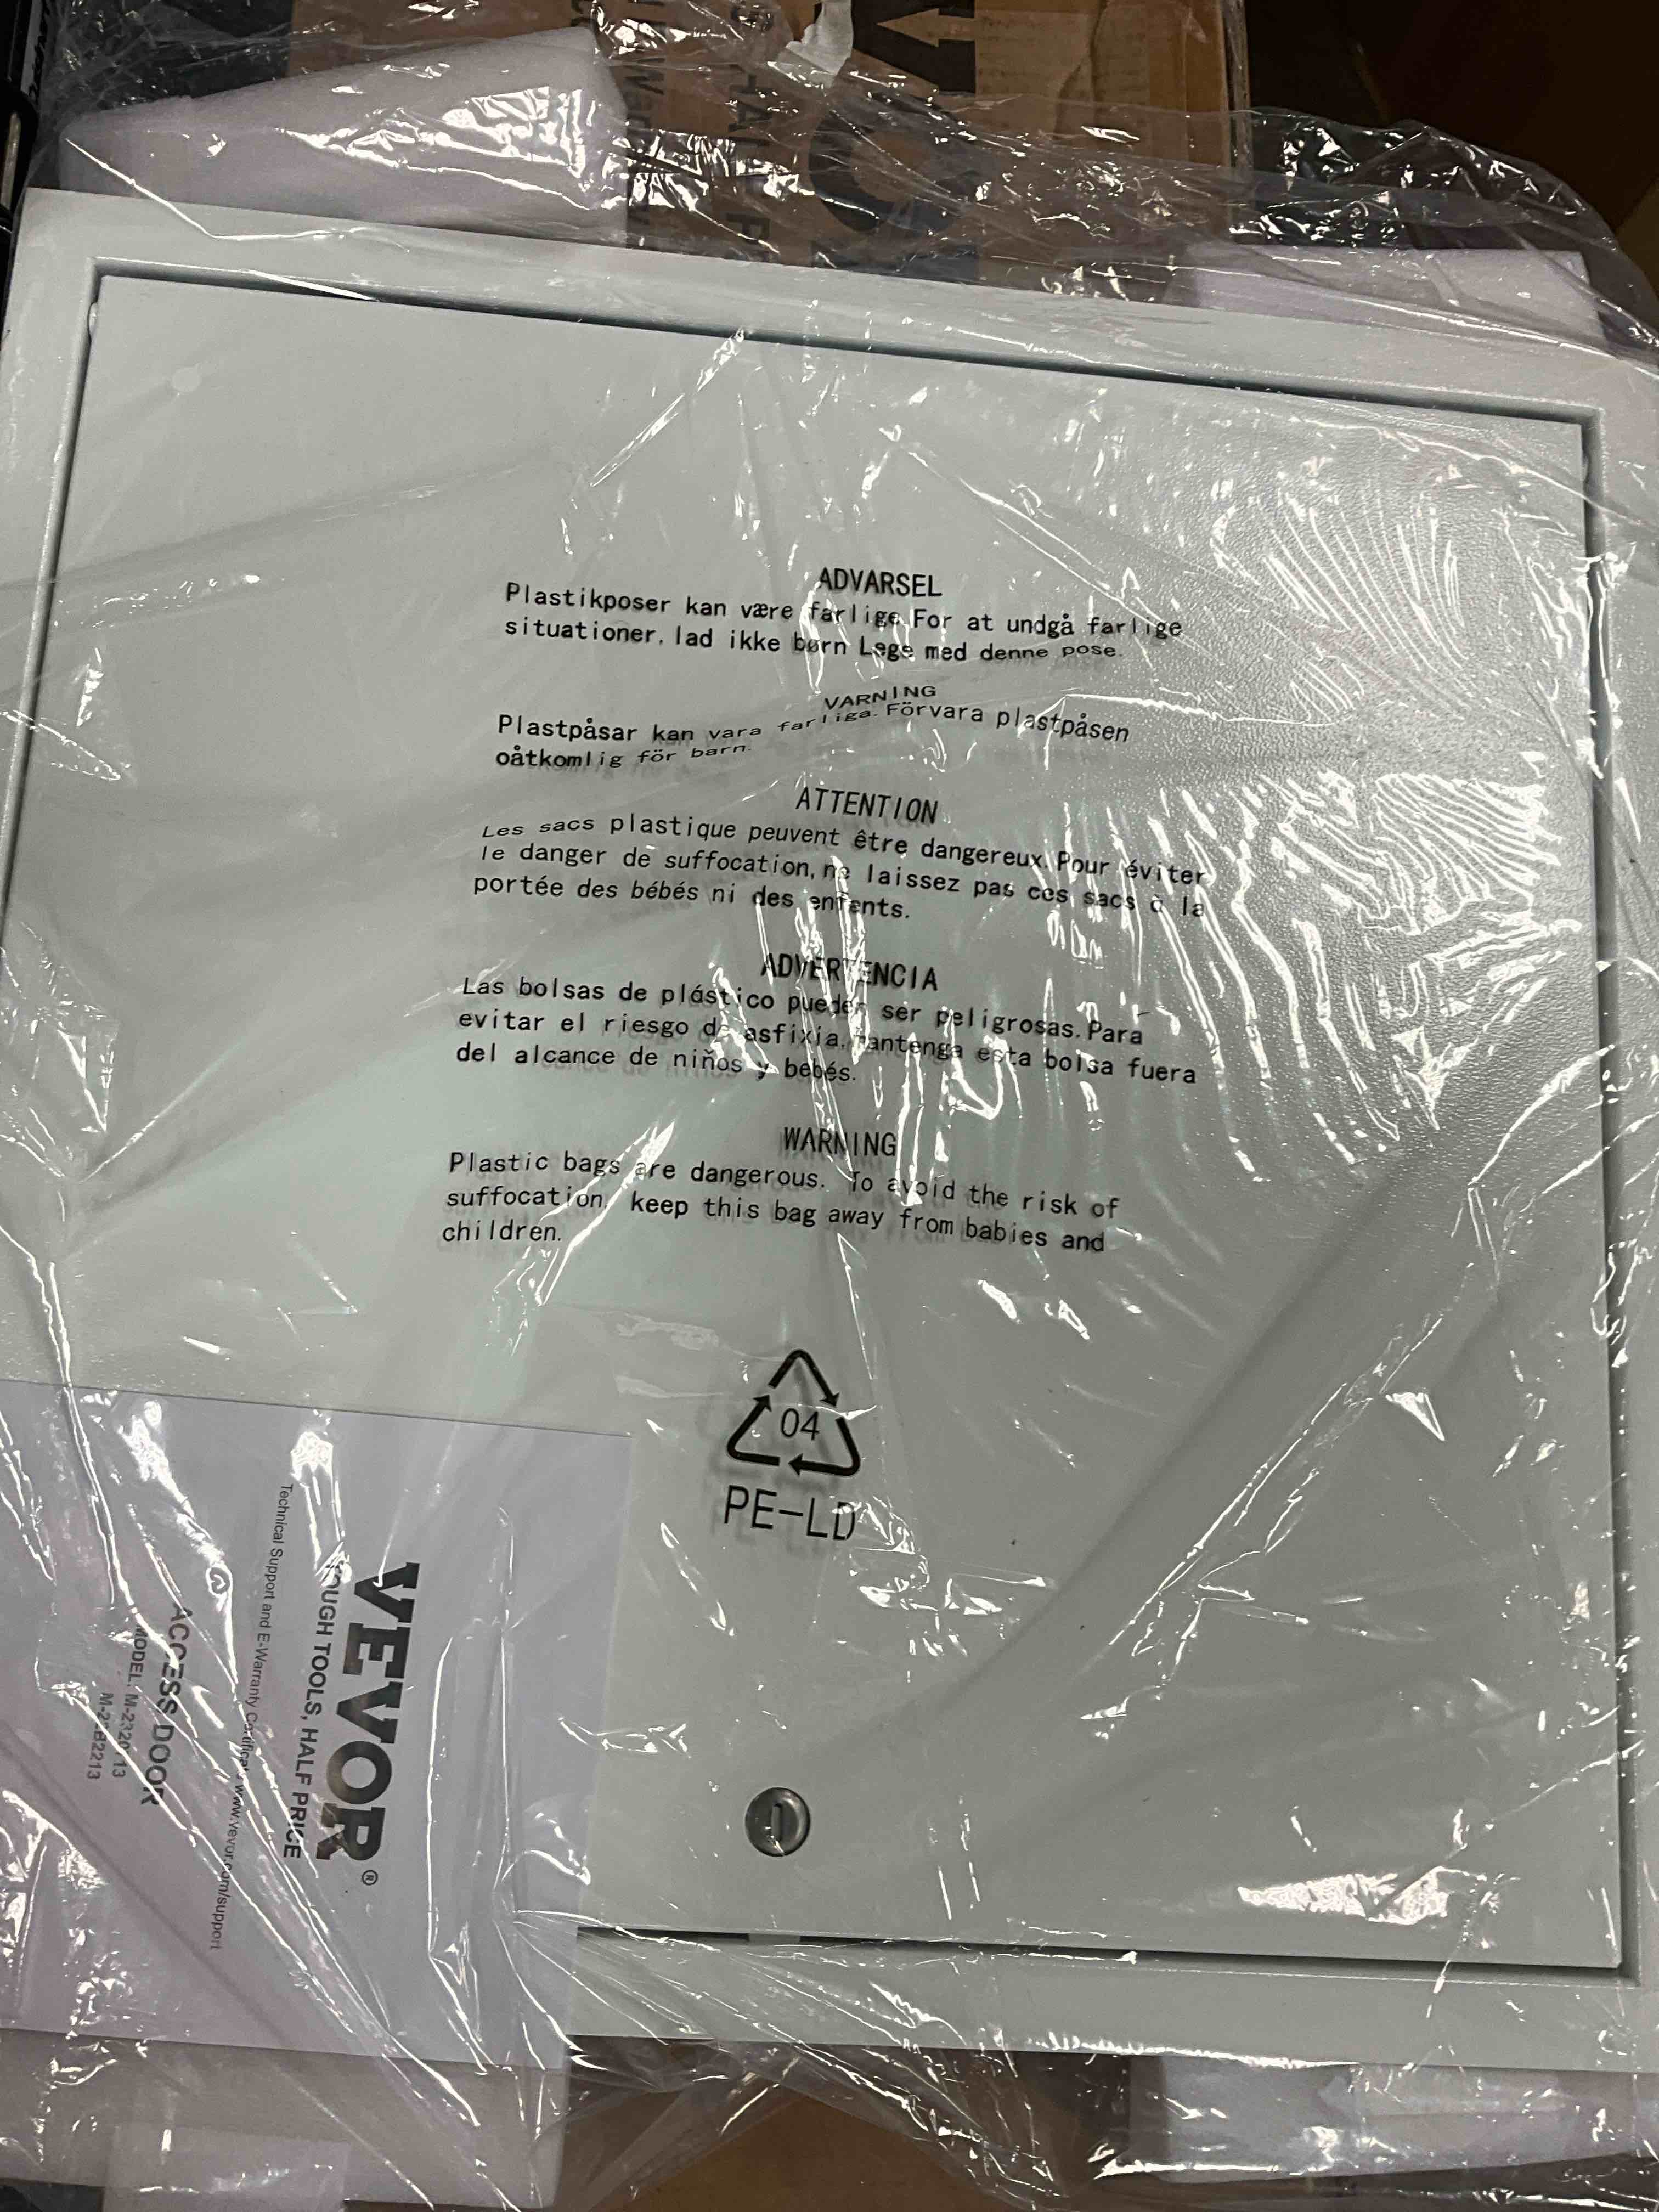 ADVARSEL
Plastikposer kan være farlige.For at undgå farlige
situationer, lad ikke børn Lege med denne pose.
VARNING
Plastpåsar kan vara farliga. Förvara plastpåsen
oåtkomlig för barn.
ATTENTION
Les sacs plastique peuvent être dangereux. Pour éviter
le danger de suffocation, ne laissez pas ces sacs à la
portée des bébés ni des enfents.
ADVERTENCIA
Las bolsas de plástico pueden ser peligrosas. Para
evitar el riesgo de asfixia, mantenga esta bolsa fuera
del alcance de niňos y bebés.
WARNING
Plastic bags are dangerous. To avoid the risk of
suffocation, keep this bag away from babies and
children.
04
PE-LD
VEVOR®
TOUGH TOOLS, HALF PRICE
Technical Support and E-Warranty Certificate www.vevor.com/support
ACCESS DOOR
MODEL: